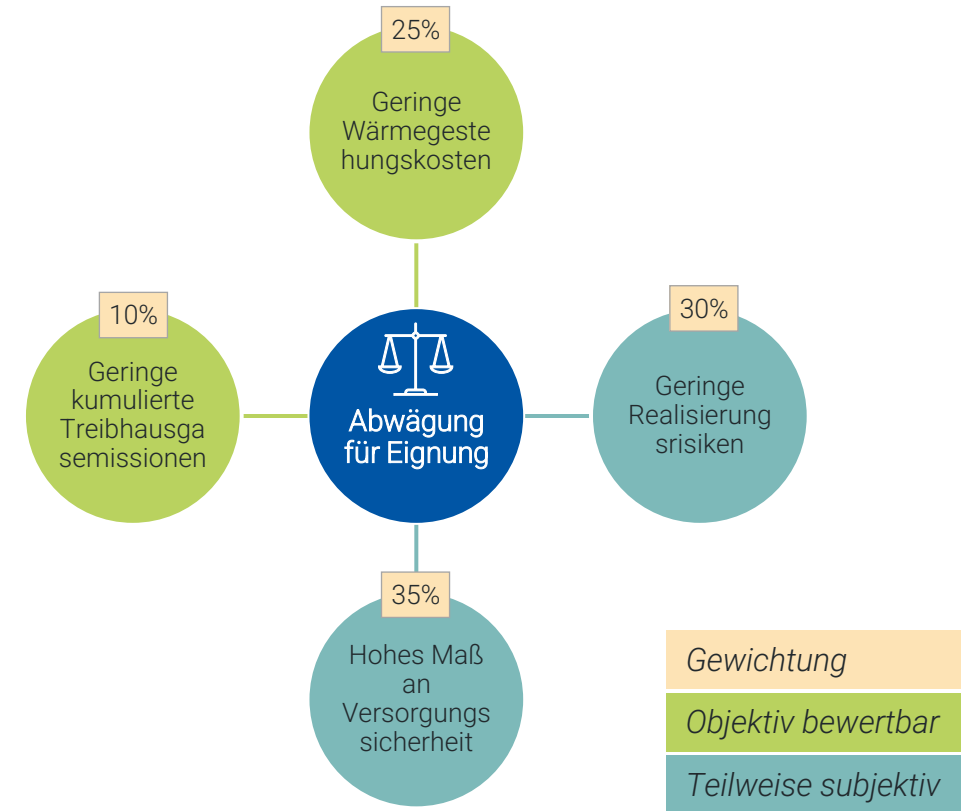 25%
Geringe
Wärmegeste
hungskosten
10%
Geringe
kumulierte
Treibhausga
semissionen
Abwägung
für Eignung
30%
Geringe
Realisierung
srisiken
35%
Hohes Maß
an
Versorgungs
sicherheit
Gewichtung
Objektiv bewertbar
Teilweise subjektiv